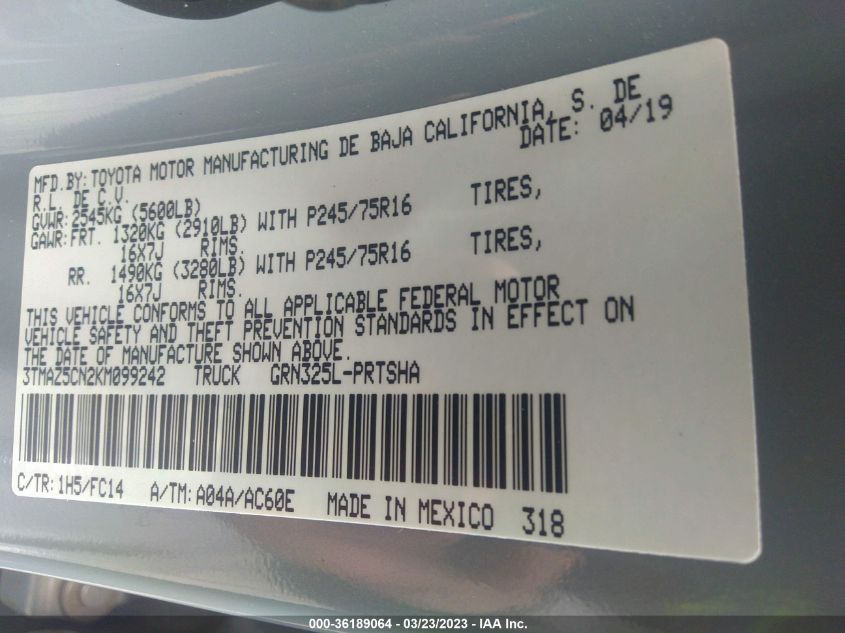 MFD.BY:TOYOTA MOTOR MANUFACTURING DE BAJA CALIFORNIA, S. DE
R.L. DE C.V. DATE: 04/19
GVWR:2545KG (5600LB)
GAWR:FRT. 1320KG (2910LB) WITH P245/75R16 TIRES,
16X7J RIMS.
RR. 1490KG (3280LB) WITH P245/75R16 TIRES,
16X7J RIMS.
THIS VEHICLE CONFORMS TO ALL APPLICABLE FEDERAL MOTOR
VEHICLE SAFETY AND THEFT PREVENTION STANDARDS IN EFFECT ON
THE DATE OF MANUFACTURE SHOWN ABOVE.
3TMAZ5CN2KM099242 TRUCK GRN325L-PRTSHA
C/TR:1H5/FC14 A/TM:A04A/AC60E MADE IN MEXICO 318
000-36189064 - 03/23/2023 - IAA Inc.